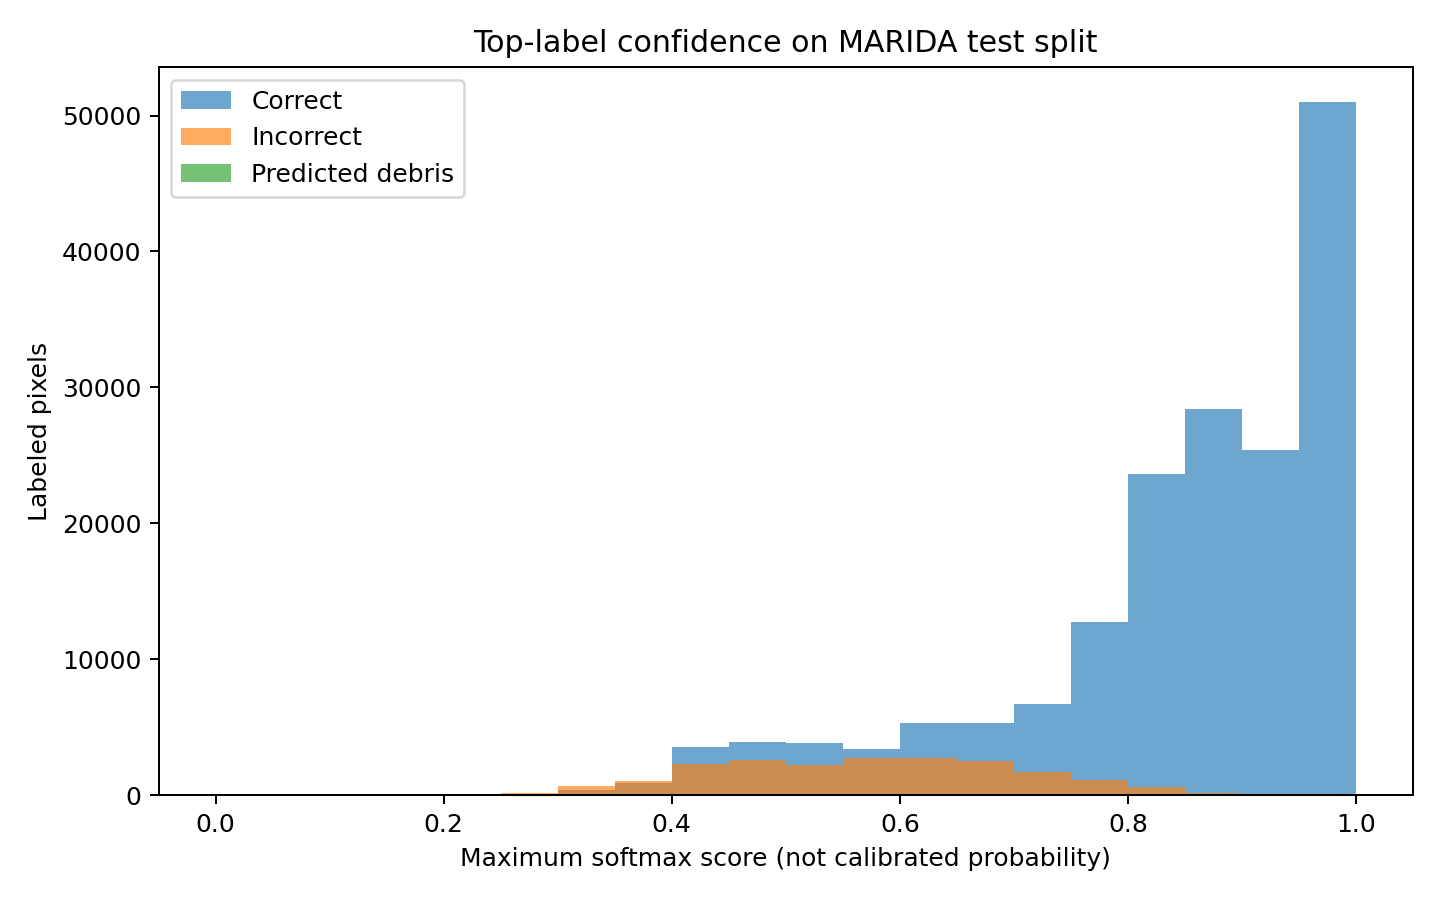 Top-label confidence on MARIDA test split
Correct
Incorrect
Predicted debris
50000
40000
30000
20000
10000
0
Labeled pixels
0.0 0.2 0.4 0.6 0.8 1.0
Maximum softmax score (not calibrated probability)